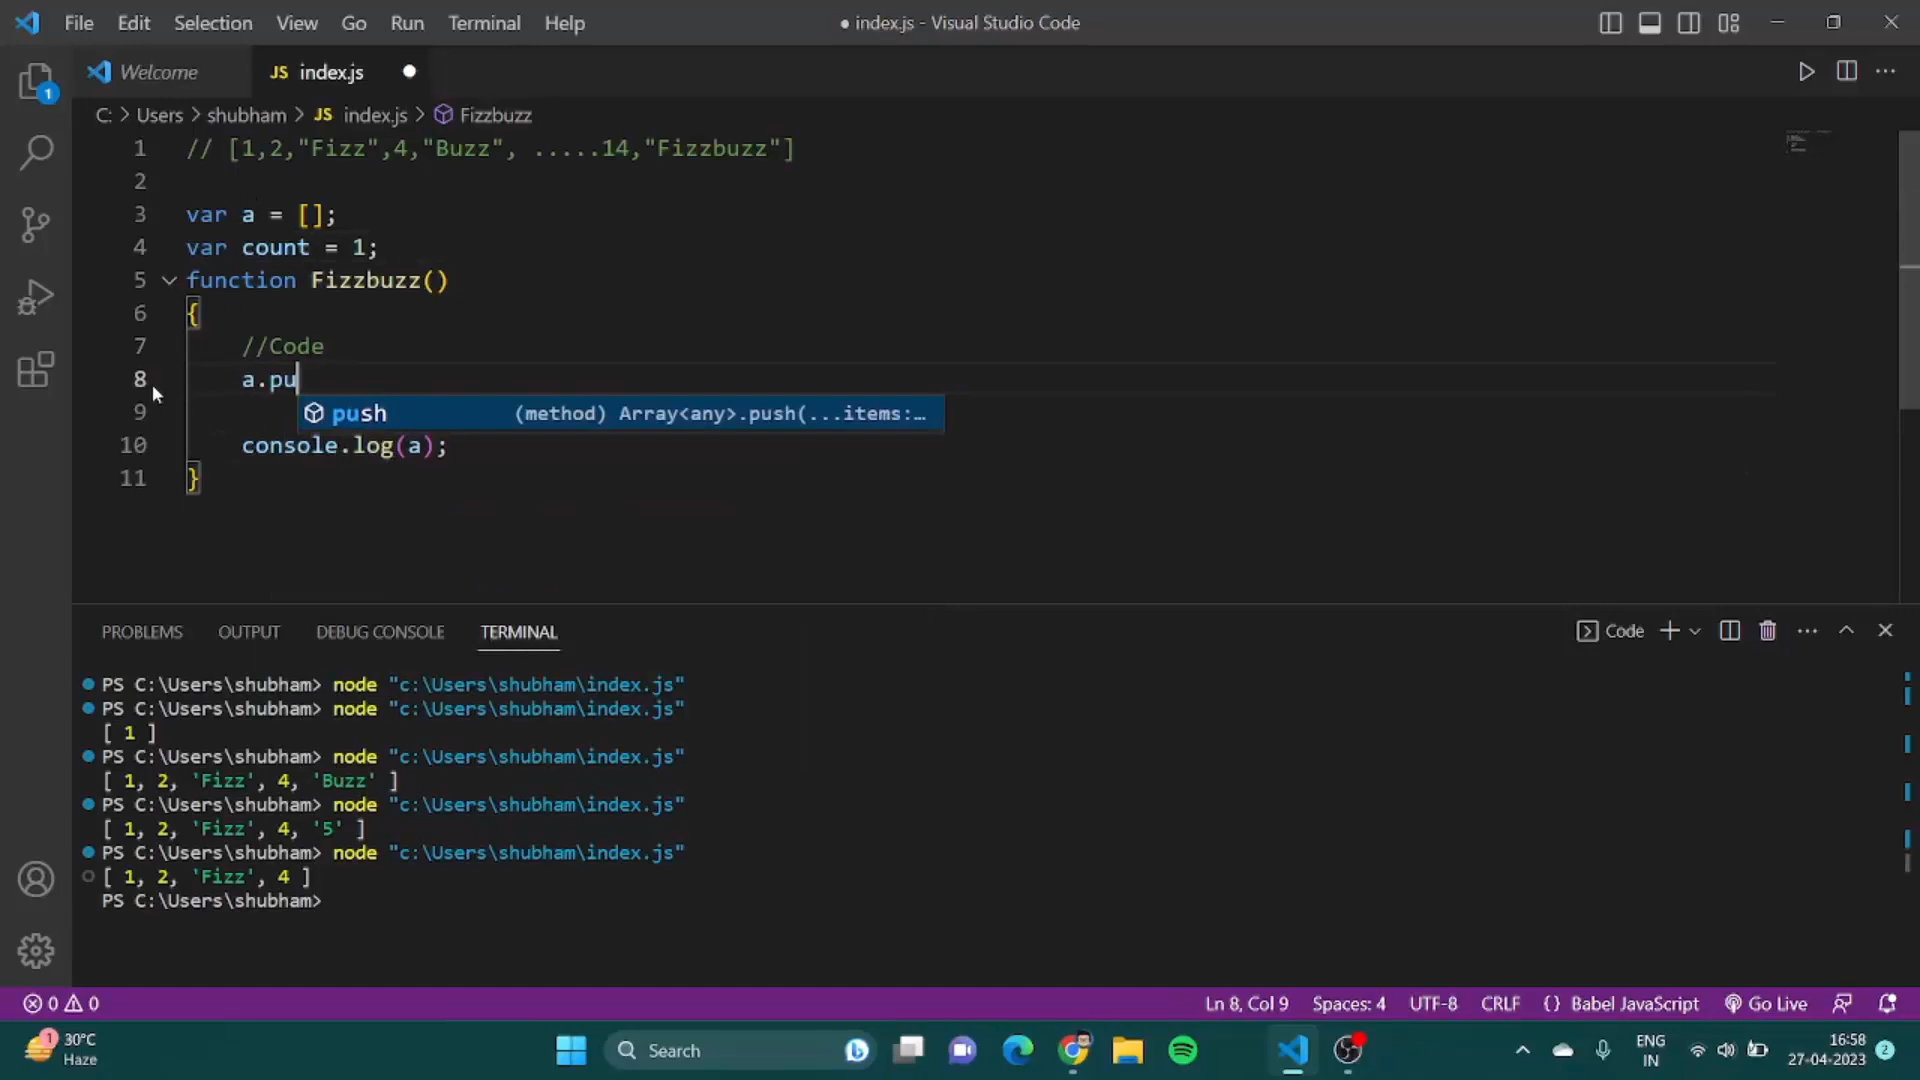 File Edit Selection View Go Run Terminal Help ● index.js - Visual Studio Code
Welcome JS index.js
C: > Users > shubham > JS index.js > Fizzbuzz
1 // [1,2,"Fizz",4,"Buzz", .....14,"Fizzbuzz"]
2
3 var a = [];
4 var count = 1;
5 function Fizzbuzz()
6 {
7 //Code
8 a.pu
9 push (method) Array<any>.push(...items:…
10 console.log(a);
11 }
PROBLEMS OUTPUT DEBUG CONSOLE TERMINAL Code
PS C:\Users\shubham> node "c:\Users\shubham\index.js"
PS C:\Users\shubham> node "c:\Users\shubham\index.js"
[ 1 ]
PS C:\Users\shubham> node "c:\Users\shubham\index.js"
[ 1, 2, 'Fizz', 4, 'Buzz' ]
PS C:\Users\shubham> node "c:\Users\shubham\index.js"
[ 1, 2, 'Fizz', 4, '5' ]
PS C:\Users\shubham> node "c:\Users\shubham\index.js"
[ 1, 2, 'Fizz', 4 ]
PS C:\Users\shubham>
1
0 0 Ln 8, Col 9 Spaces: 4 UTF-8 CRLF {} Babel JavaScript Go Live
1 30°C
Haze
Search
ENG
IN
16:58
27-04-2023
2